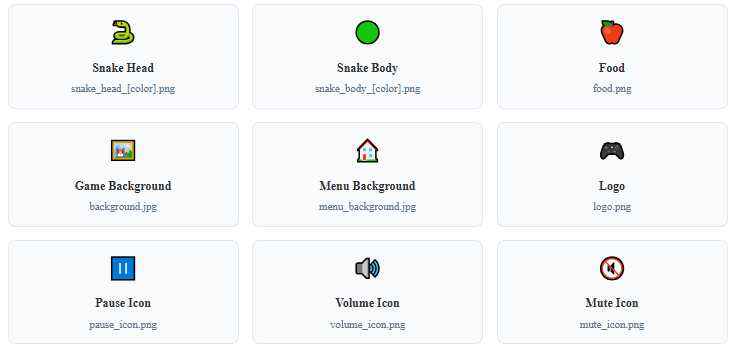 Snake Head
snake_head_[color].png
Snake Body
snake_body_[color].png
Food
food.png
Game Background
background.jpg
Menu Background
menu_background.jpg
Logo
logo.png
Pause Icon
pause_icon.png
Volume Icon
volume_icon.png
Mute Icon
mute_icon.png